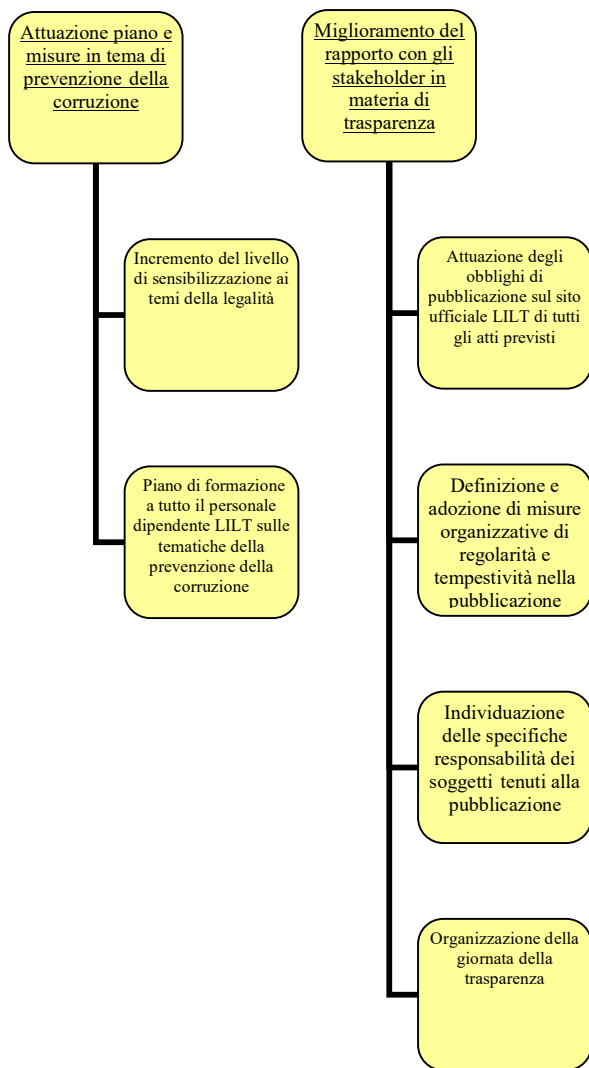 Attuazione piano e
misure in tema di
prevenzione della
corruzione
Incremento del livello
di sensibilizzazione ai
temi della legalità
Piano di formazione
a tutto il personale
dipendente LILT sulle
tematiche della
prevenzione della
corruzione
Miglioramento del
rapporto con gli
stakeholder in
materia di
trasparenza
Attuazione degli
obblighi di
pubblicazione sul sito
ufficiale LILT di tutti
gli atti previsti
Definizione e
adozione di misure
organizzative di
regolarità e
tempestività nella
pubblicazione
Individuazione
delle specifiche
responsabilità dei
soggetti tenuti alla
pubblicazione
Organizzazione della
giornata della
trasparenza